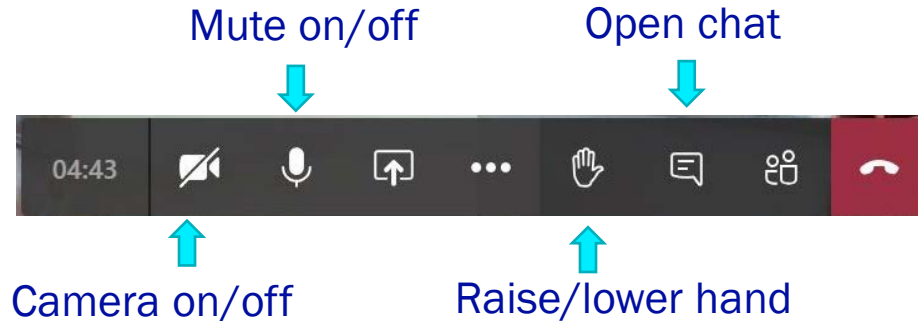 Mute on/off
Open chat
04:43
Camera on/off
Raise/lower hand